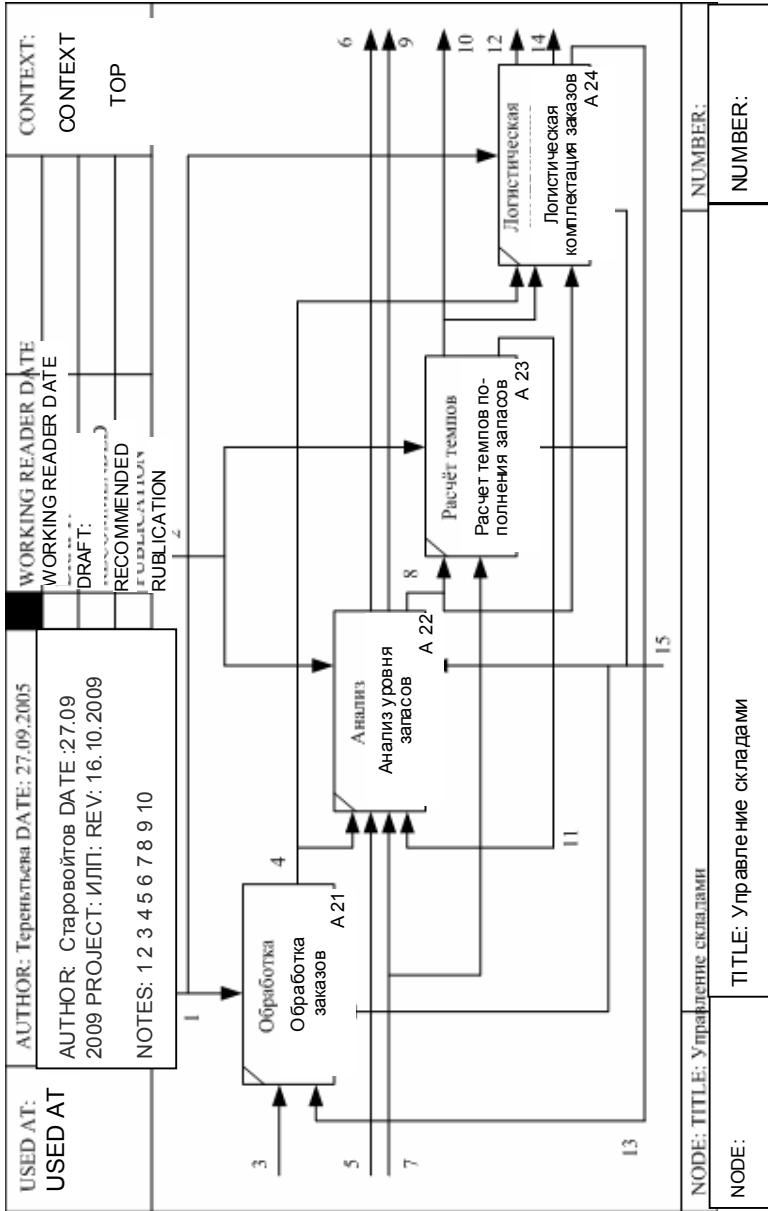 USED AT:
USED AT
AUTHOR: Терентьева DATE: 27.09.2005
AUTHOR: Старовойтов DATE :27.09
2009 PROJECT: ИЛП: REV: 16.10.2009
NOTES: 1 2 3 4 5 6 7 8 9 10
WORKING READER DATE
WORKING READER DATE
DRAFT:
RECOMMENDED
RECOMMENDED
PUBLICATION
RUBLICATION
CONTEXT:
CONTEXT
TOP
1
2
3
4
5
6
7
8
9
10
11
12
13
14
15
Обработка
Обработка
заказов
А 21
Анализ
Анализ уровня
запасов
А 22
Расчёт темпов
Расчет темпов по-
полнения запасов
А 23
Логистическая
Логистическая
комплектация заказов
А 24
NODE: TITLE: Управление складами
NUMBER:
NODE:
TITLE: Управление складами
NUMBER: